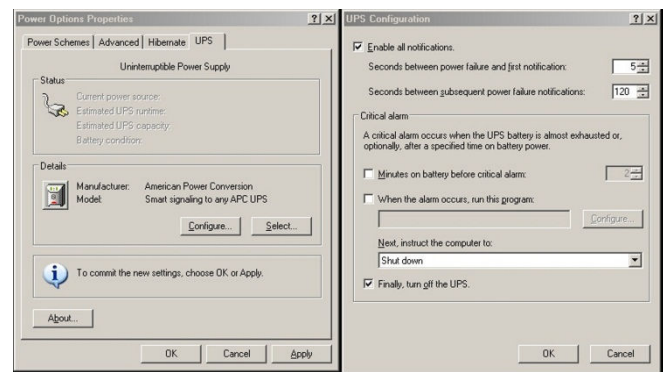 Power Options Properties
Power Schemes
Advanced
Hibernate
UPS
Uninterruptible Power Supply
Status
Current power source:
Estimated UPS runtime:
Estimated UPS capacity:
Battery condition:
Details
Manufacturer: American Power Conversion
Model: Smart signaling to any APC UPS
Configure...
Select...
To commit the new settings, choose OK or Apply.
About...
OK
Cancel
Apply
UPS Configuration
Enable all notifications.
Seconds between power failure and first notification: 5
Seconds between subsequent power failure notifications: 120
Critical alarm
A critical alarm occurs when the UPS battery is almost exhausted or,
optionally, after a specified time on battery power.
Minutes on battery before critical alarm: 2
When the alarm occurs, run this program:
Configure...
Next, instruct the computer to:
Shut down
Finally, turn off the UPS.
OK
Cancel